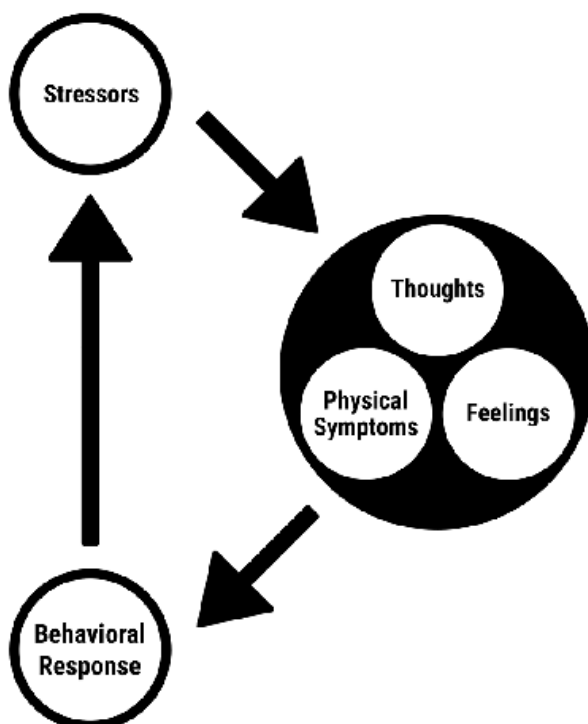 Stressors
Thoughts
Physical
Symptoms
Feelings
Behavioral
Response